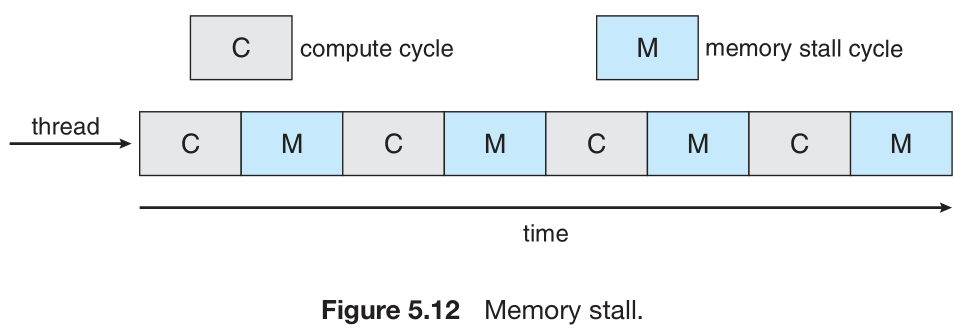 C compute cycle M memory stall cycle
thread C M C M C M C M
time
Figure 5.12 Memory stall.